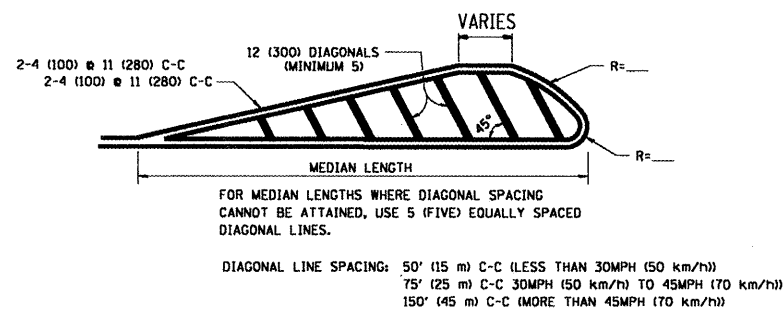 VARIES
2-4 (100) @ 11 (280) C-C
2-4 (100) @ 11 (280) C-C
12 (300) DIAGONALS
(MINIMUM 5)
R=___
45°
R=___
MEDIAN LENGTH
FOR MEDIAN LENGTHS WHERE DIAGONAL SPACING
CANNOT BE ATTAINED, USE 5 (FIVE) EQUALLY SPACED
DIAGONAL LINES.
DIAGONAL LINE SPACING: 50' (15 m) C-C (LESS THAN 30MPH (50 km/h))
75' (25 m) C-C 30MPH (50 km/h) TO 45MPH (70 km/h))
150' (45 m) C-C (MORE THAN 45MPH (70 km/h))